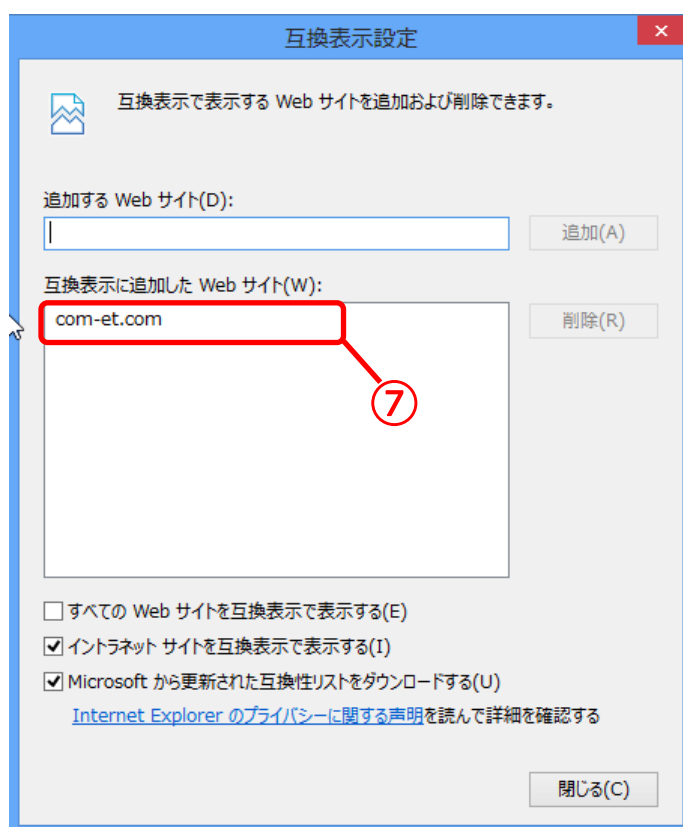 互換表示設定
互換表示で表示する Web サイトを追加および削除できます。
追加する Web サイト(D):
追加(A)
互換表示に追加した Web サイト(W):
com-et.com
削除(R)
⑦
すべての Web サイトを互換表示で表示する(E)
イントラネット サイトを互換表示で表示する(I)
Microsoft から更新された互換性リストをダウンロードする(U)
Internet Explorer のプライバシーに関する声明を読んで詳細を確認する
閉じる(C)